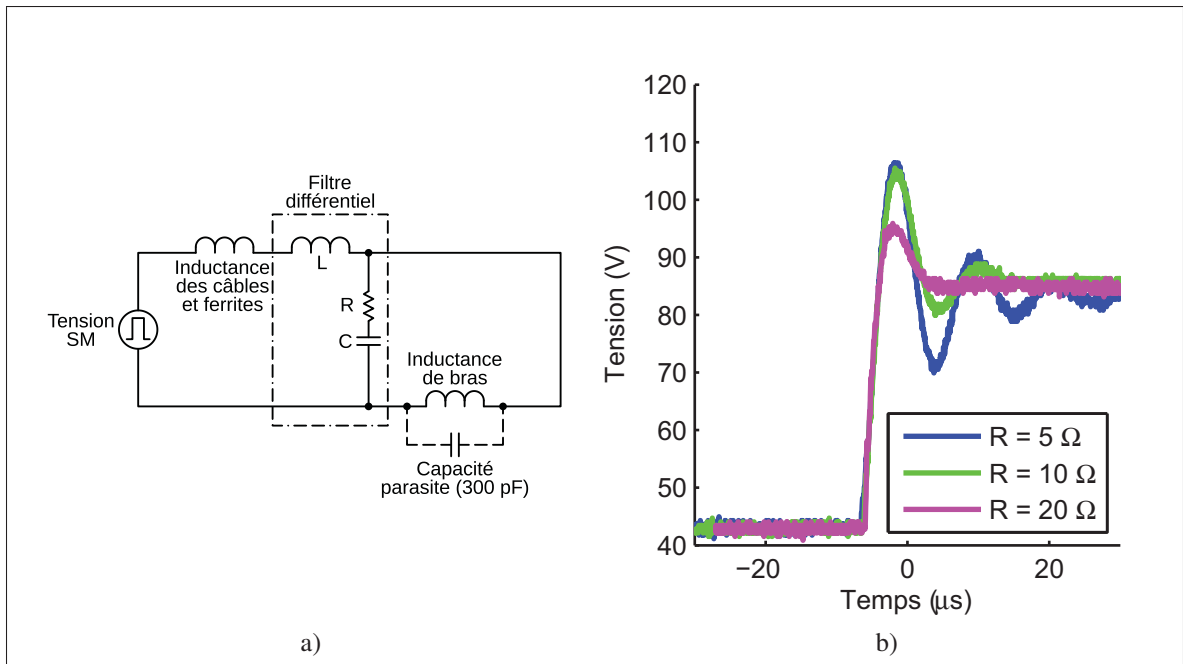 Filtre
différentiel
Inductance
des câbles
et ferrites
L
R
C
Tension
SM
Inductance
de bras
Capacité
parasite (300 pF)
a)
120
110
100
90
80
70
60
50
40
Tension (V)
−20
0
20
Temps (μs)
R = 5 Ω
R = 10 Ω
R = 20 Ω
b)